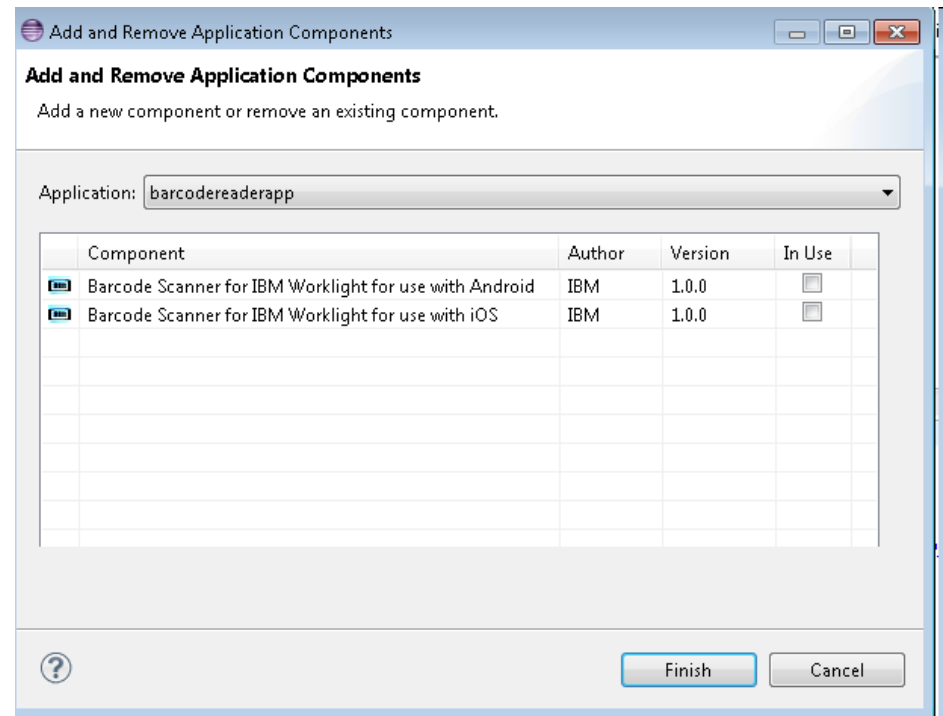 Add and Remove Application Components
Add and Remove Application Components
Add a new component or remove an existing component.
Application: barcodereaderapp
Component Author Version In Use
Barcode Scanner for IBM Worklight for use with Android IBM 1.0.0
Barcode Scanner for IBM Worklight for use with iOS IBM 1.0.0
? Finish Cancel